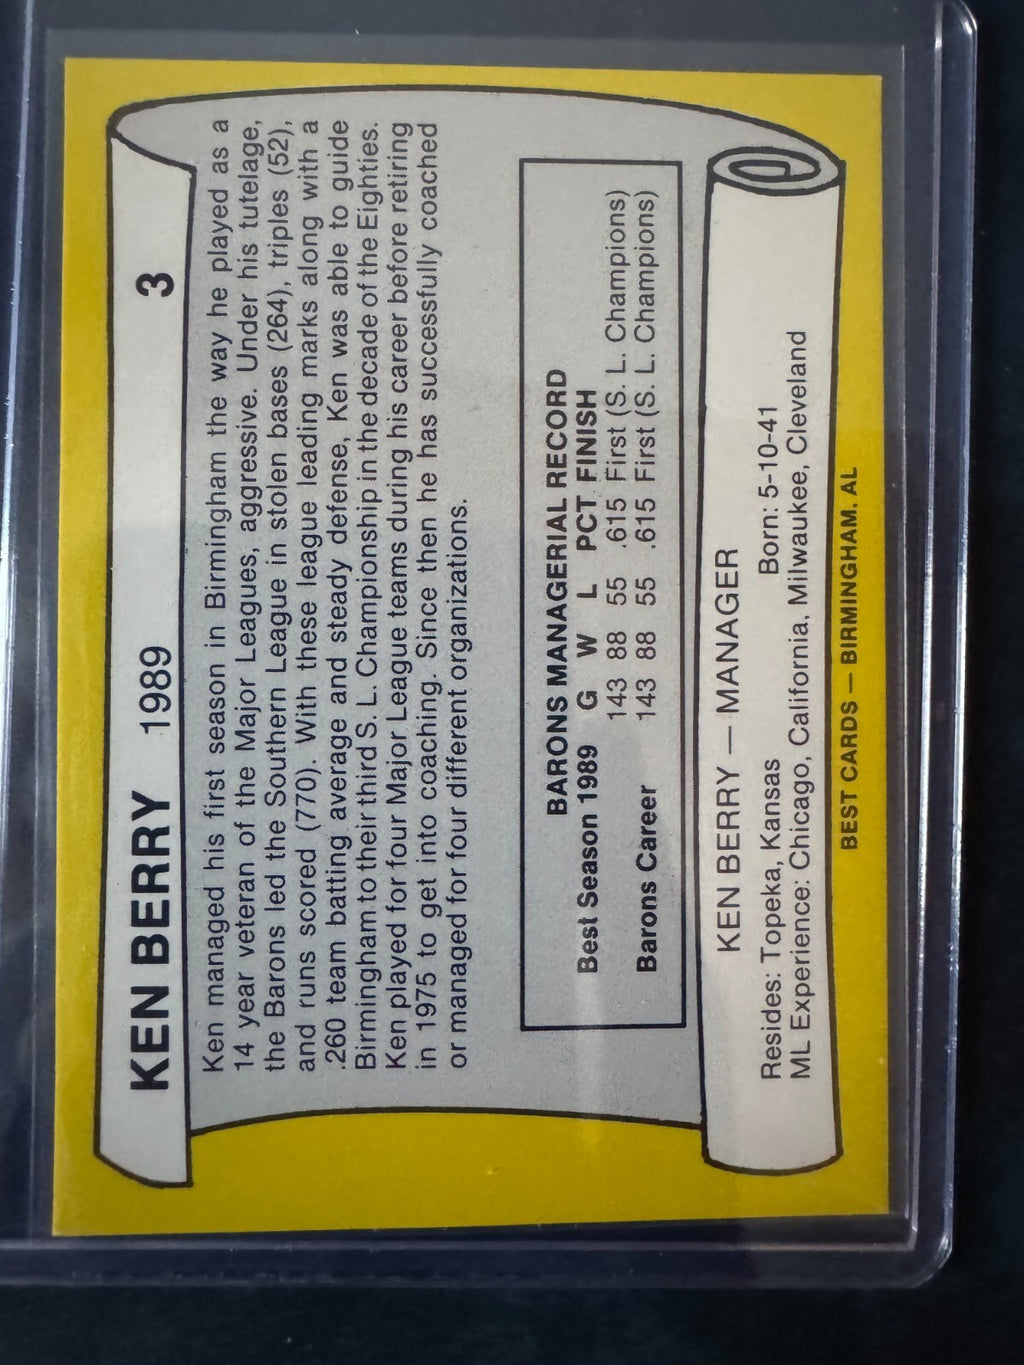 KEN BERRY 1989 3
Ken managed his first season in Birmingham the way he played as a
14 year veteran of the Major Leagues, aggressive. Under his tutelage,
the Barons led the Southern League in stolen bases (264), triples (52),
and runs scored (770). With these league leading marks along with a
.260 team batting average and steady defense, Ken was able to guide
Birmingham to their third S. L. Championship in the decade of the Eighties.
Ken played for four Major League teams during his career before retiring
in 1975 to get into coaching. Since then he has successfully coached
or managed for four different organizations.
BARONS MANAGERIAL RECORD
Best Season 1989 G W L PCT FINISH
143 88 55 .615 First (S. L. Champions)
Barons Career 143 88 55 .615 First (S. L. Champions)
KEN BERRY — MANAGER
Resides: Topeka, Kansas Born: 5-10-41
ML Experience: Chicago, California, Milwaukee, Cleveland
BEST CARDS — BIRMINGHAM, AL